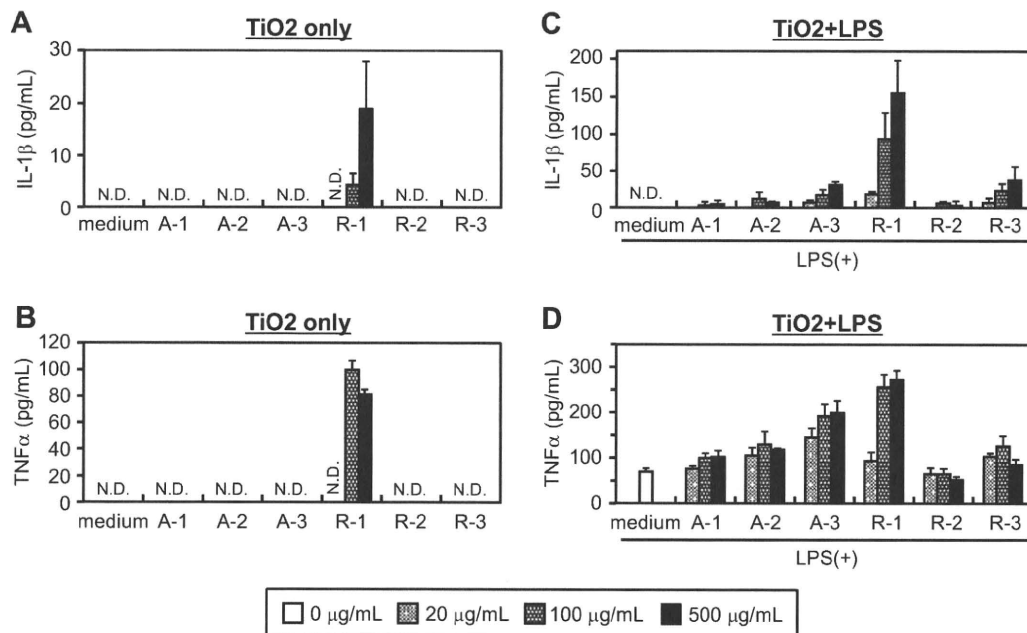 A
TiO2 only
IL-1β (pg/mL)
30
20
10
0
N.D. N.D. N.D. N.D. N.D. N.D. N.D.
medium A-1 A-2 A-3 R-1 R-2 R-3
B
TiO2 only
TNFα (pg/mL)
120
100
80
60
40
20
0
N.D. N.D. N.D. N.D. N.D. N.D. N.D.
medium A-1 A-2 A-3 R-1 R-2 R-3
C
TiO2+LPS
IL-1β (pg/mL)
200
150
100
50
0
N.D.
medium A-1 A-2 A-3 R-1 R-2 R-3
LPS(+)
D
TiO2+LPS
TNFα (pg/mL)
300
200
100
0
medium A-1 A-2 A-3 R-1 R-2 R-3
LPS(+)
0 μg/mL 20 μg/mL 100 μg/mL 500 μg/mL